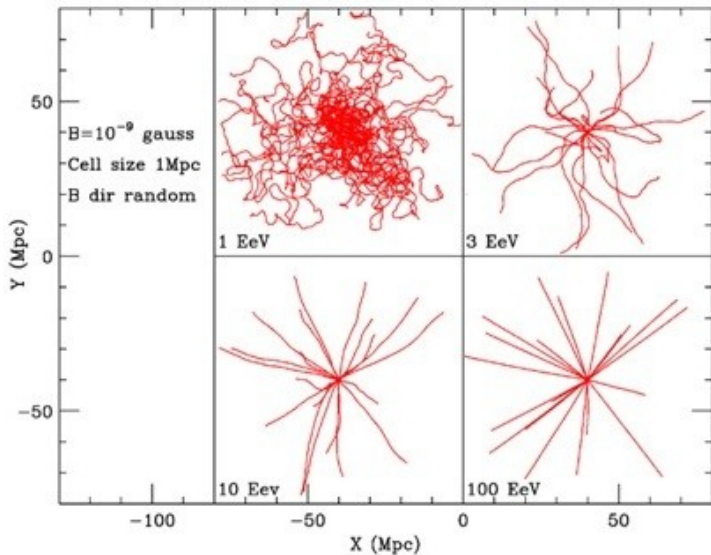 50
B=10⁻⁹ gauss
Cell size 1Mpc
B dir random
1 EeV
3 EeV
Y (Mpc)
0
−50
10 Eev
100 EeV
−100
−50
0
50
X (Mpc)